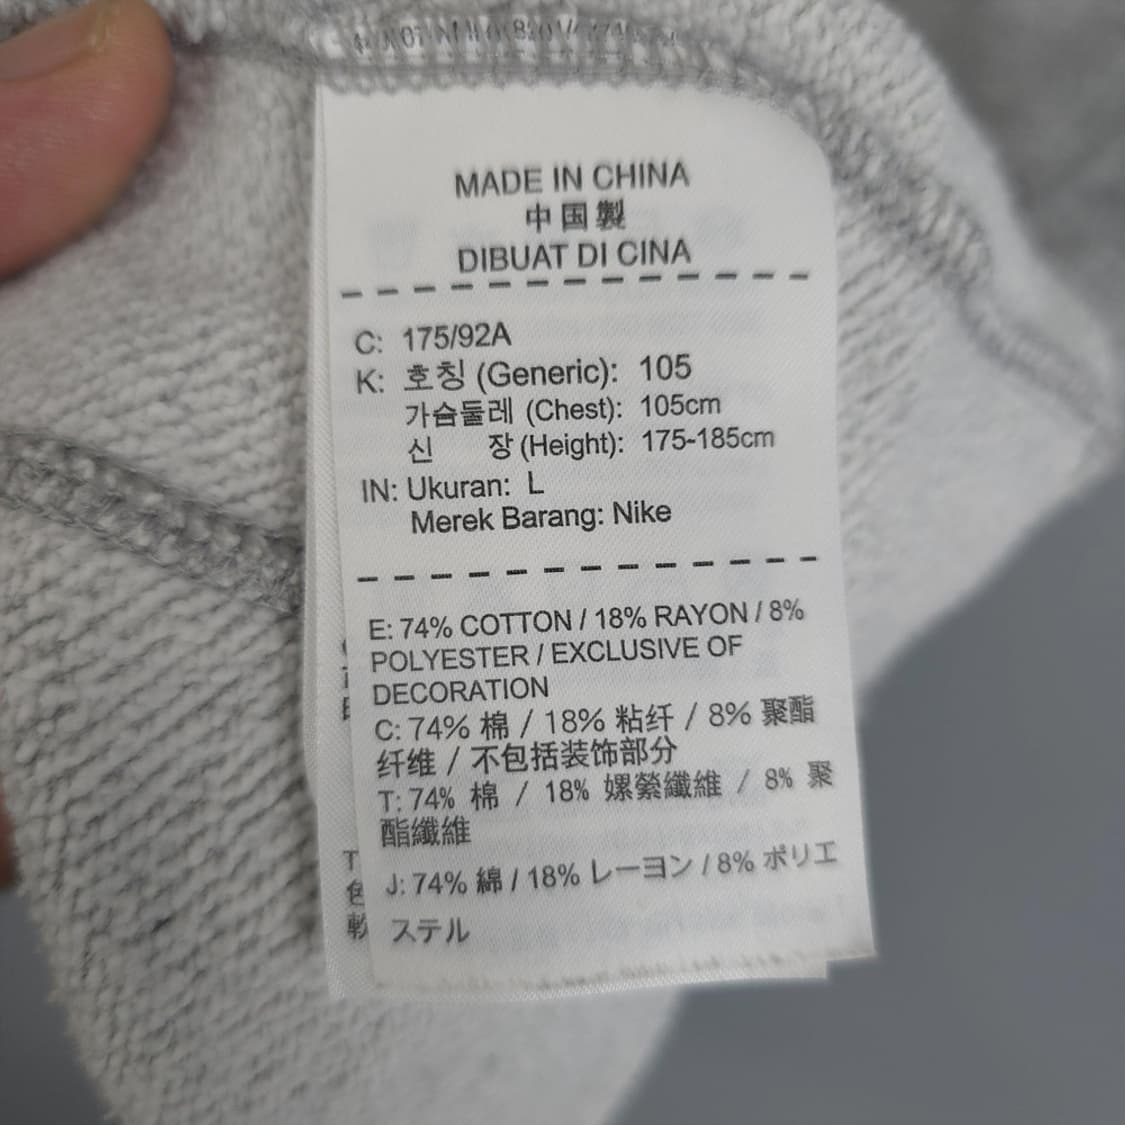 MADE IN CHINA
中国製
DIBUAT DI CINA
C: 175/92A
K: 호칭 (Generic): 105
가슴둘레 (Chest): 105cm
신 장 (Height): 175-185cm
IN: Ukuran: L
Merek Barang: Nike
E: 74% COTTON / 18% RAYON / 8%
POLYESTER / EXCLUSIVE OF
DECORATION
C: 74% 棉 / 18% 粘纤 / 8% 聚酯
纤维 / 不包括装饰部分
T: 74% 棉 / 18% 嫘縈纖維 / 8% 聚
酯纖維
J: 74% 綿 / 18% レーヨン / 8% ポリエ
ステル
T
軟